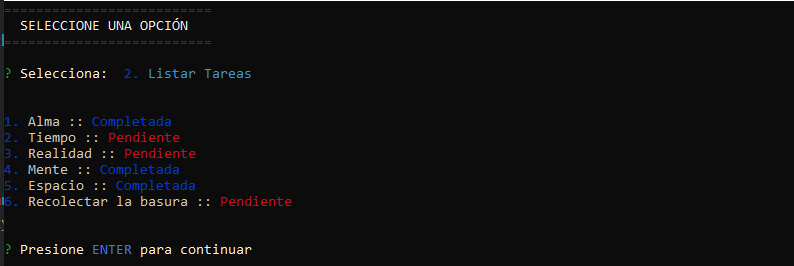 ==========================
SELECCIONE UNA OPCIÓN
==========================
? Selecciona: 2. Listar Tareas
1. Alma :: Completada
2. Tiempo :: Pendiente
3. Realidad :: Pendiente
4. Mente :: Completada
5. Espacio :: Completada
6. Recolectar la basura :: Pendiente
? Presione ENTER para continuar